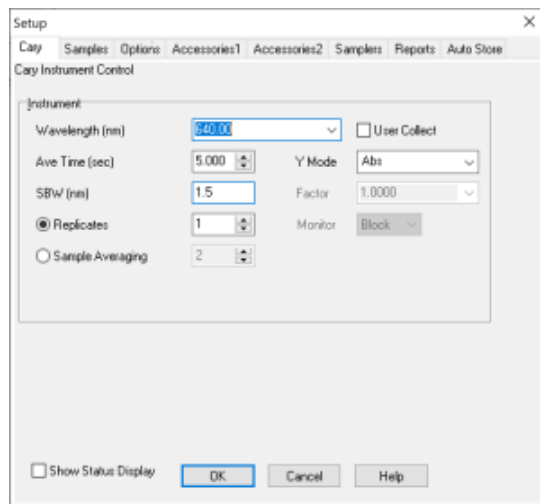 Setup
Cary Samples Options Accessories1 Accessories2 Samplers Reports Auto Store
Cary Instrument Control
Instrument
Wavelength (nm) 640.00 User Collect
Ave Time (sec) 5.000 Y Mode Abs
SBW (nm) 1.5 Factor 1.0000
Replicates 1 Monitor Block
Sample Averaging 2
Show Status Display OK Cancel Help